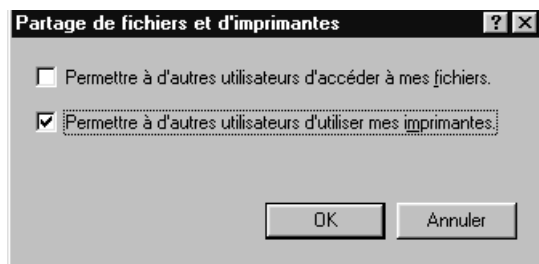 Partage de fichiers et d'imprimantes
Permettre à d'autres utilisateurs d'accéder à mes fichiers.
Permettre à d'autres utilisateurs d'utiliser mes imprimantes.
OK Annuler